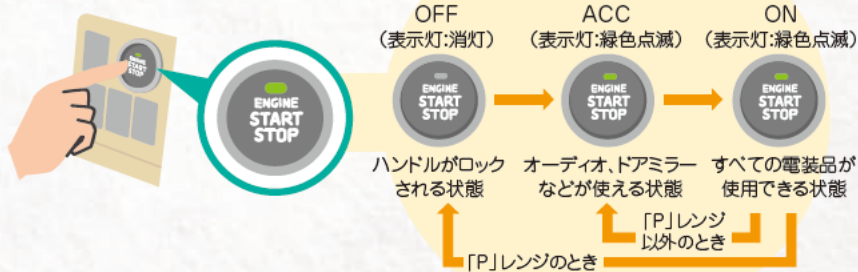 OFF
(表示灯:消灯)
ACC
(表示灯:緑色点滅)
ON
(表示灯:緑色点滅)
ENGINE
START
STOP
ENGINE
START
STOP
ENGINE
START
STOP
ENGINE
START
STOP
ENGINE
START
STOP
ハンドルがロック
される状態
オーディオ、ドアミラー
などが使える状態
すべての電装品が
使用できる状態
「P」レンジ
以外のとき
「P」レンジのとき